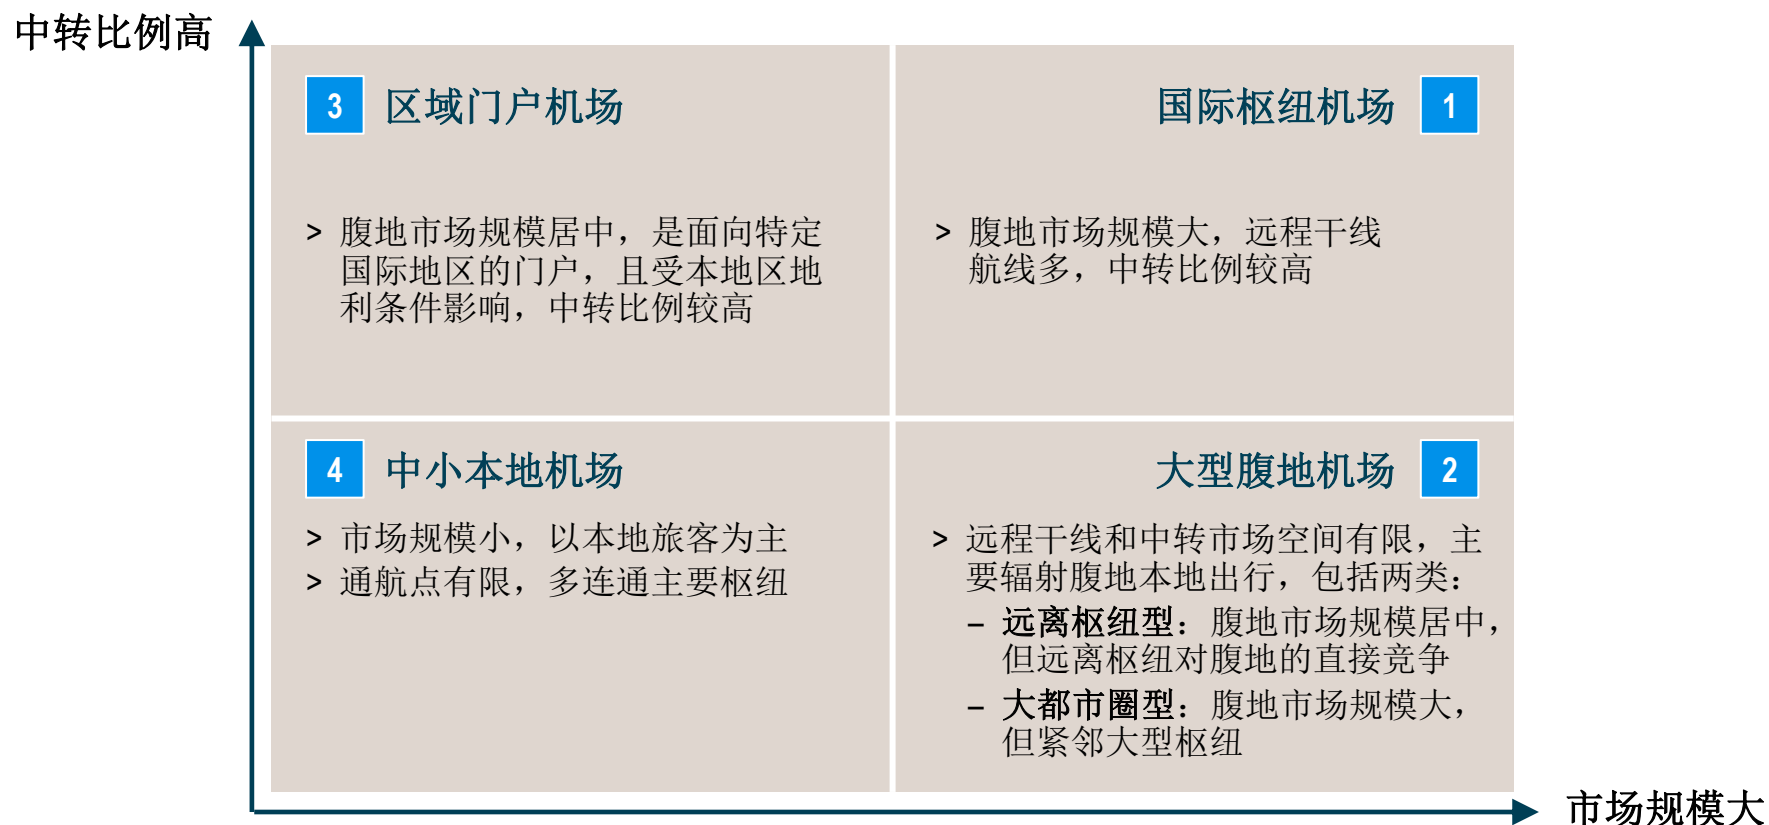 中转比例高
3 区域门户机场
> 腹地市场规模居中，是面向特定
国际地区的门户，且受本地区地
利条件影响，中转比例较高
国际枢纽机场 1
> 腹地市场规模大，远程干线
航线多，中转比例较高
4 中小本地机场
> 市场规模小，以本地旅客为主
> 通航点有限，多连通主要枢纽
大型腹地机场 2
> 远程干线和中转市场空间有限，主
要辐射腹地本地出行，包括两类：
– 远离枢纽型：腹地市场规模居中，
但远离枢纽对腹地的直接竞争
– 大都市圈型：腹地市场规模大，
但紧邻大型枢纽
市场规模大